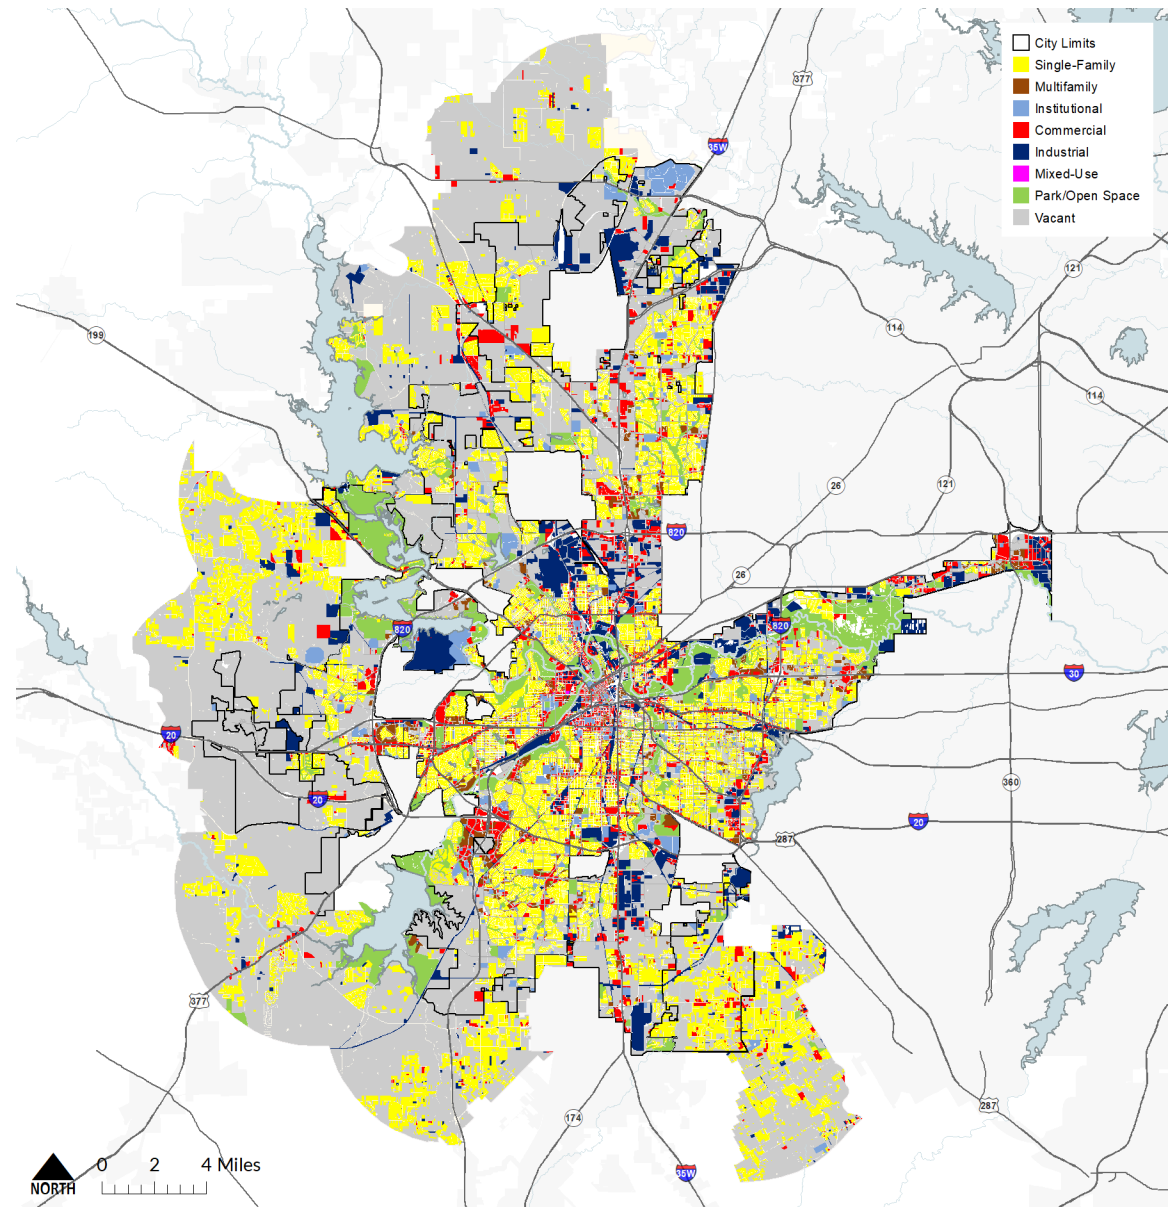 City Limits
Single-Family
Multifamily
Institutional
Commercial
Industrial
Mixed-Use
Park/Open Space
Vacant
377
35W
121
114
199
114
26
121
820
26
820
820
30
20
360
20
20
287
377
287
174
35W
0 2 4 Miles
NORTH